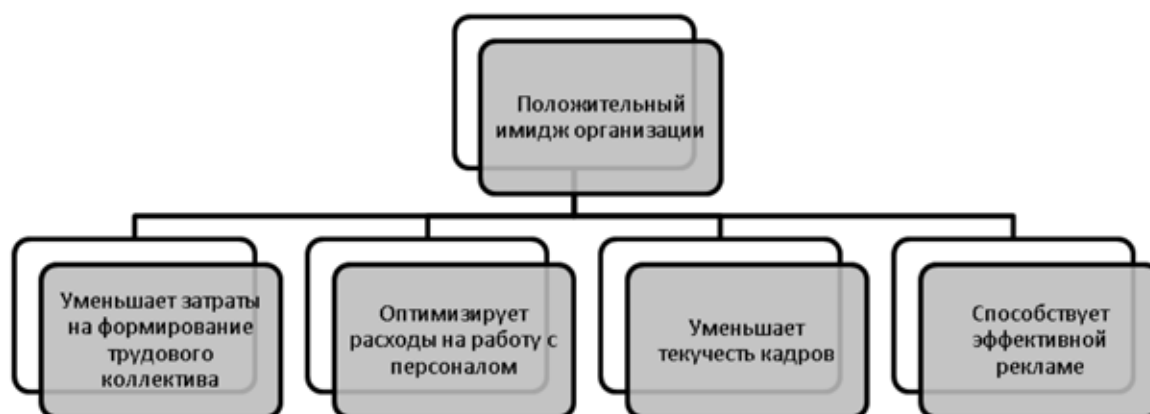 Положительный
имидж организации
Уменьшает затраты
на формирование
трудового
коллектива
Оптимизирует
расходы на работу с
персоналом
Уменьшает
текучесть кадров
Способствует
эффективной
рекламе